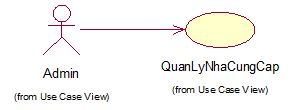 Admin
(from Use Case View)
QuanLyNhaCungCap
(from Use Case View)